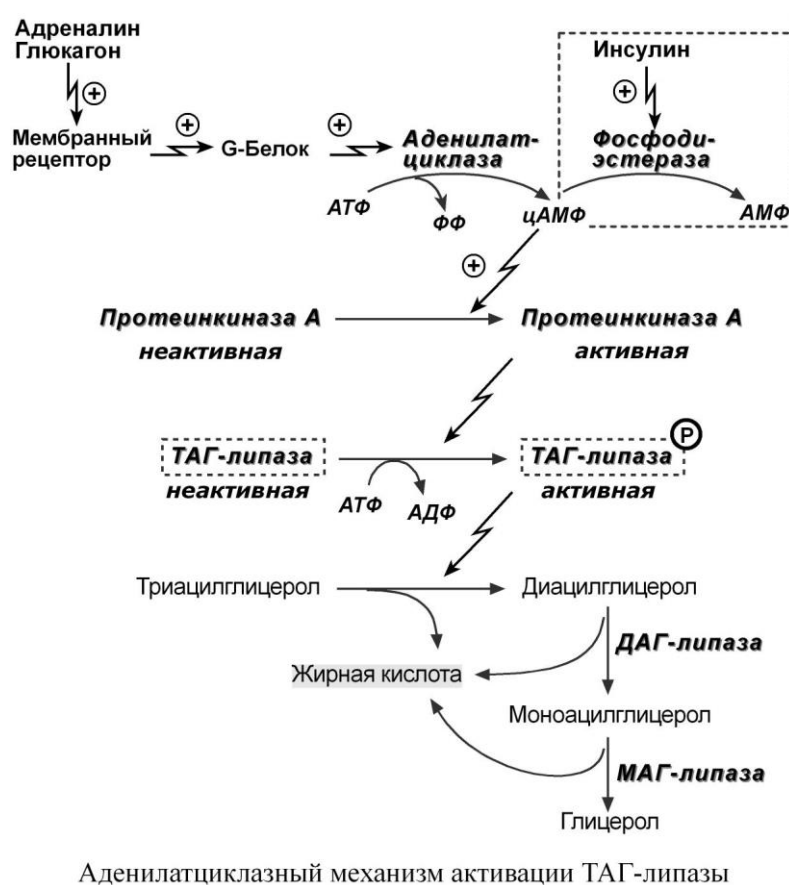 Адреналин
Глюкагон
Инсулин
+
+
Мембранный
рецептор
+
G-Белок
+
Аденилат-
циклаза
Фосфоди-
эстераза
АТФ
ФФ
цАМФ
АМФ
+
Протеинкиназа А
неактивная
Протеинкиназа А
активная
ТАГ-липаза
неактивная
АТФ
АДФ
ТАГ-липаза
P
активная
Триацилглицерол
Диацилглицерол
ДАГ-липаза
Жирная кислота
Моноацилглицерол
МАГ-липаза
Глицерол
Аденилатциклазный механизм активации ТАГ-липазы